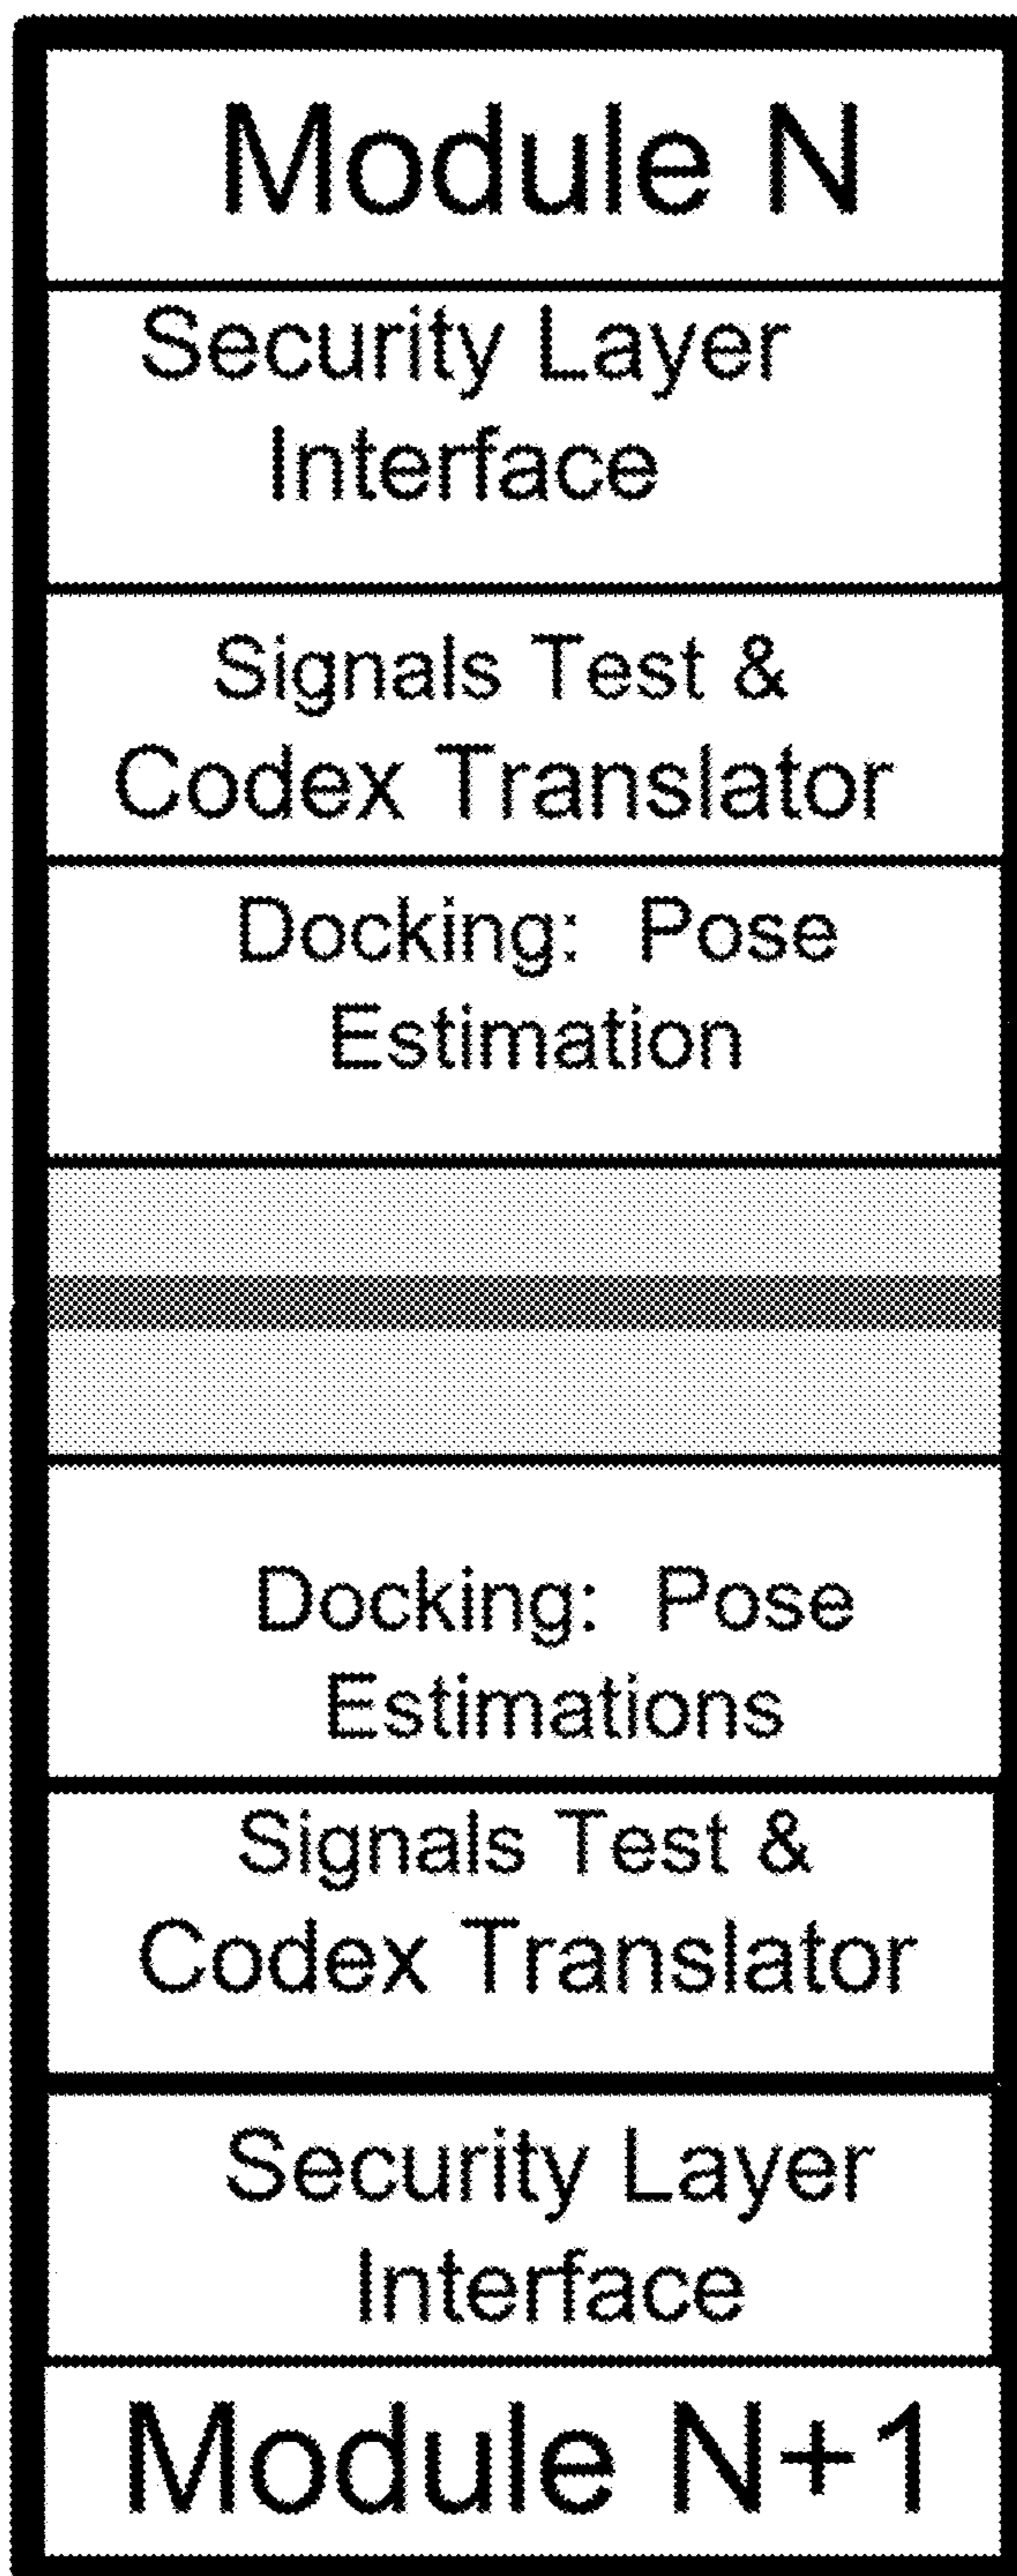 Module N
Security Layer
Interface
Signals Test &
Codex Translator
Docking: Pose
Estimation
Docking: Pose
Estimations
Signals Test &
Codex Translator
Security Layer
Interface
Module N+1